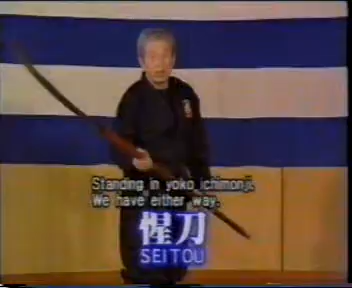 Standing in yoko ichimonji,
We have either way.
惺刀
SEITOU